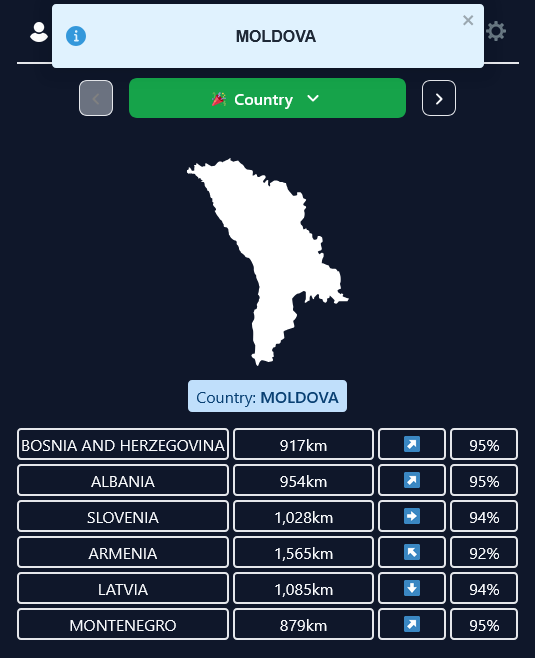 MOLDOVA
Country
Country: MOLDOVA
BOSNIA AND HERZEGOVINA 917km 95%
ALBANIA 954km 95%
SLOVENIA 1,028km 94%
ARMENIA 1,565km 92%
LATVIA 1,085km 94%
MONTENEGRO 879km 95%